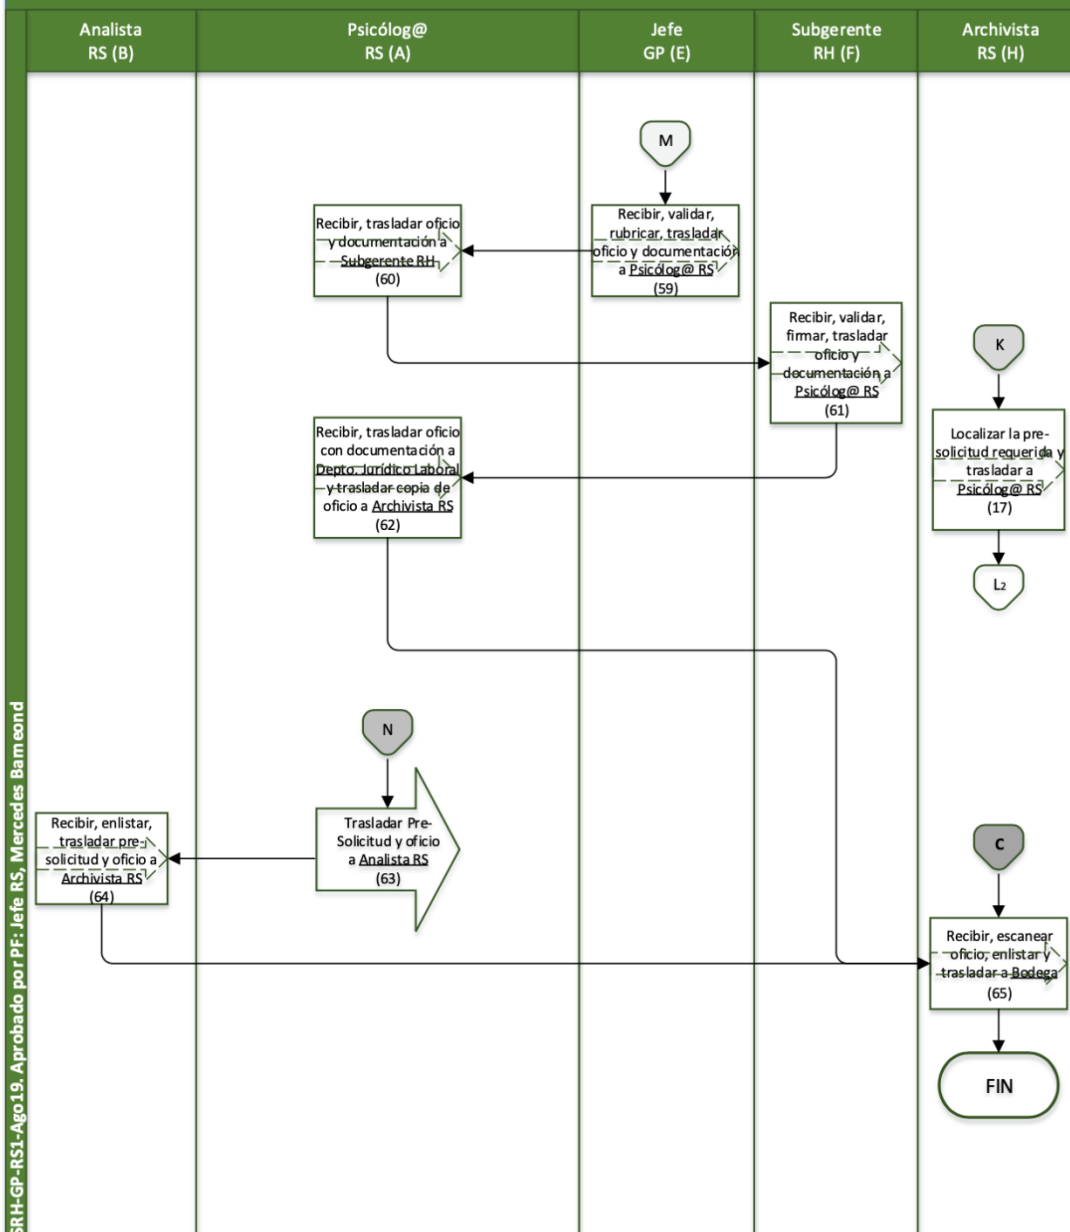 Analista
RS (B)
Psicólog@
RS (A)
Jefe
GP (E)
Subgerente
RH (F)
Archivista
RS (H)
M
Recibir, validar,
rubricar, trasladar
oficio y documentación
a Psicólog@ RS
(59)
Recibir, trasladar oficio
y documentación a
Subgerente RH
(60)
Recibir, validar,
firmar, trasladar
oficio y
documentación a
Psicólog@ RS
(61)
K
Localizar la pre-
solicitud requerida y
trasladar a
Psicólog@ RS
(17)
L2
Recibir, trasladar oficio
con documentación a
Depto. Jurídico Laboral
y trasladar copia de
oficio a Archivista RS
(62)
N
Trasladar Pre-
Solicitud y oficio
a Analista RS
(63)
Recibir, enlistar,
trasladar pre-
solicitud y oficio a
Archivista RS
(64)
C
Recibir, escanear
oficio, enlistar y
trasladar a Bodega
(65)
FIN
SRH-GP-RS1-Ago19. Aprobado por PF: Jefe RS, Mercedes Bameond